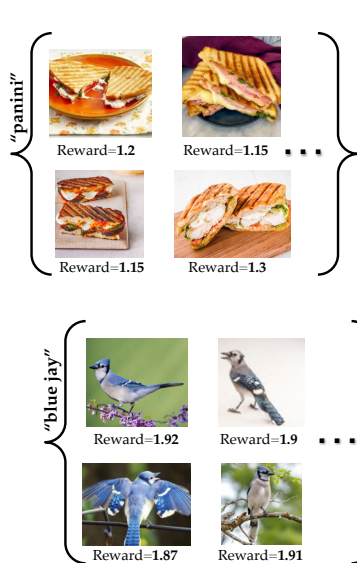 "panini"
Reward=1.2
Reward=1.15
...
Reward=1.15
Reward=1.3
"blue jay"
Reward=1.92
Reward=1.9
...
Reward=1.87
Reward=1.91